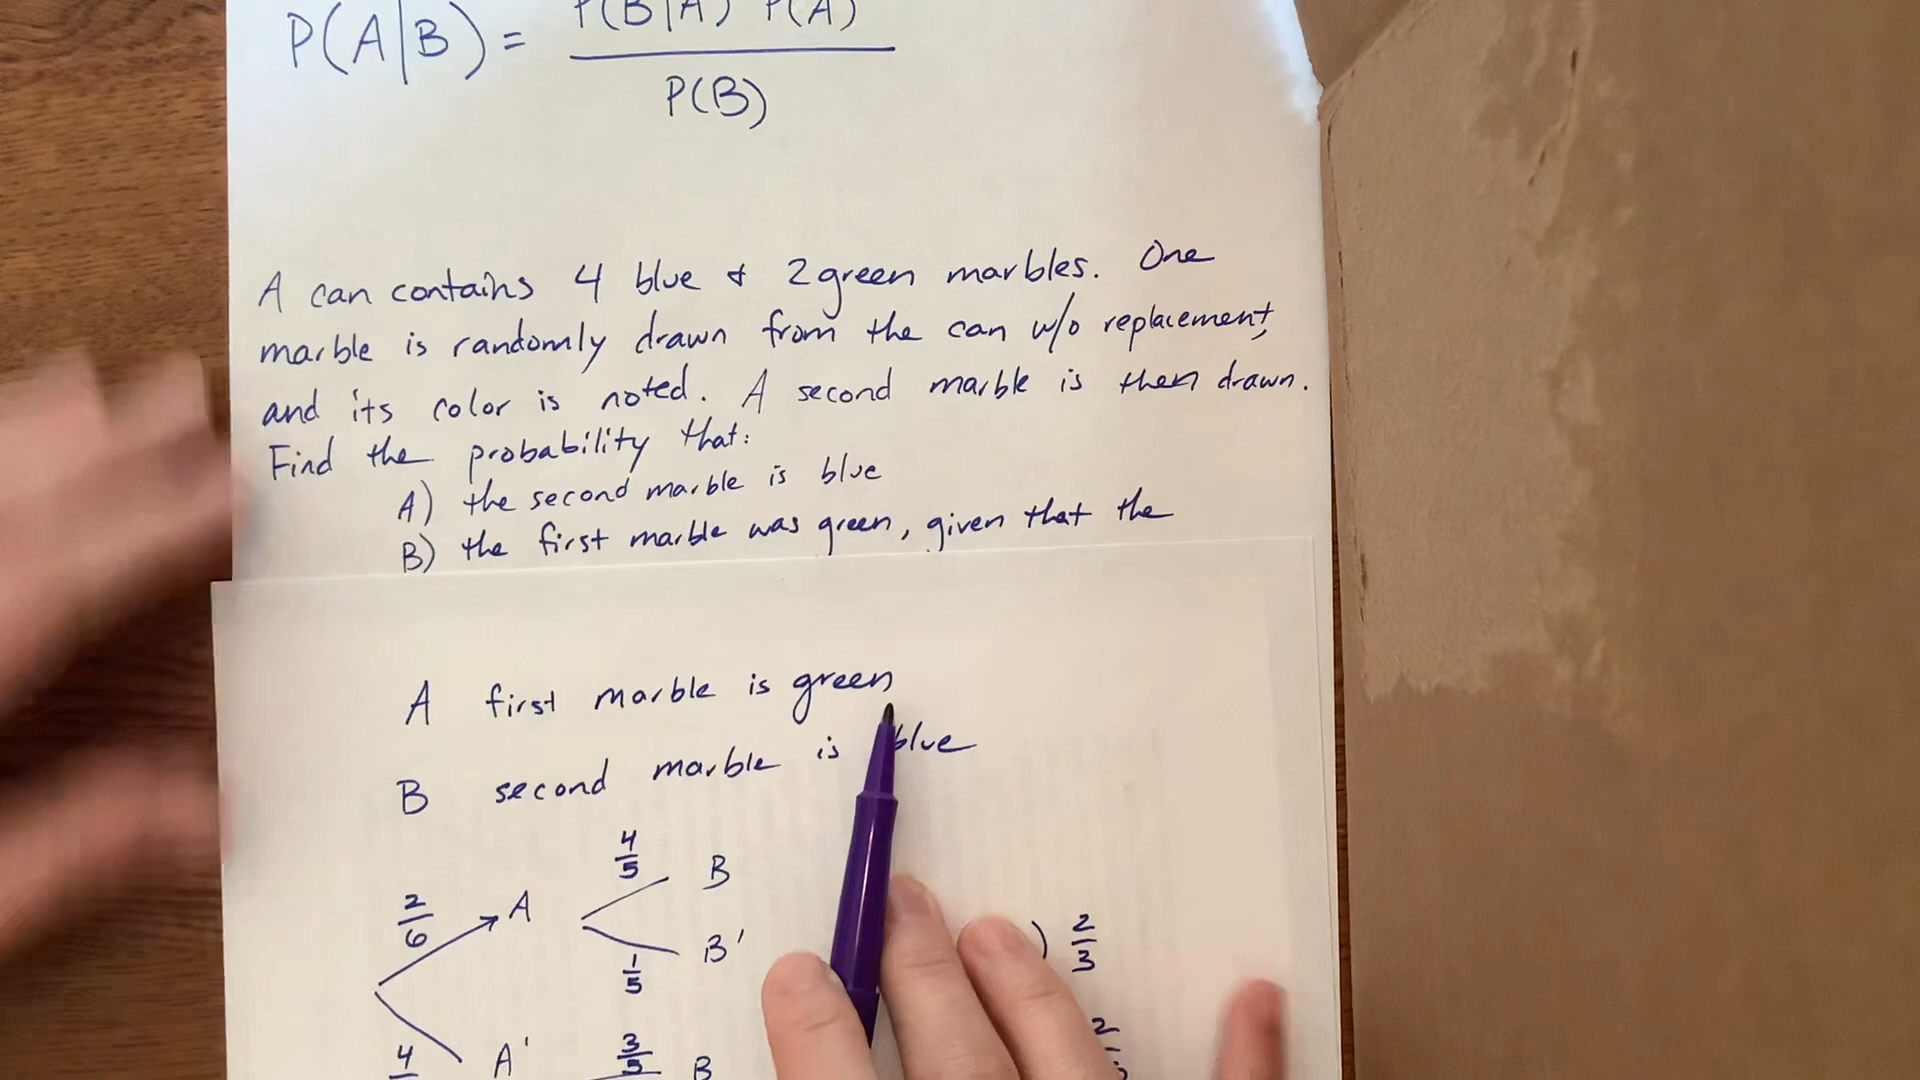 P(A|B) = P(B|A) P(A)
P(B)
A can contains 4 blue & 2 green marbles. One
marble is randomly drawn from the can w/o replacement,
and its color is noted. A second marble is then drawn.
Find the probability that:
A) the second marble is blue
B) the first marble was green, given that the
A first marble is green
B second marble is blue
4/5 B
2/6 A
B'
1/5
) 2/3
4 A' 3/5 B
2